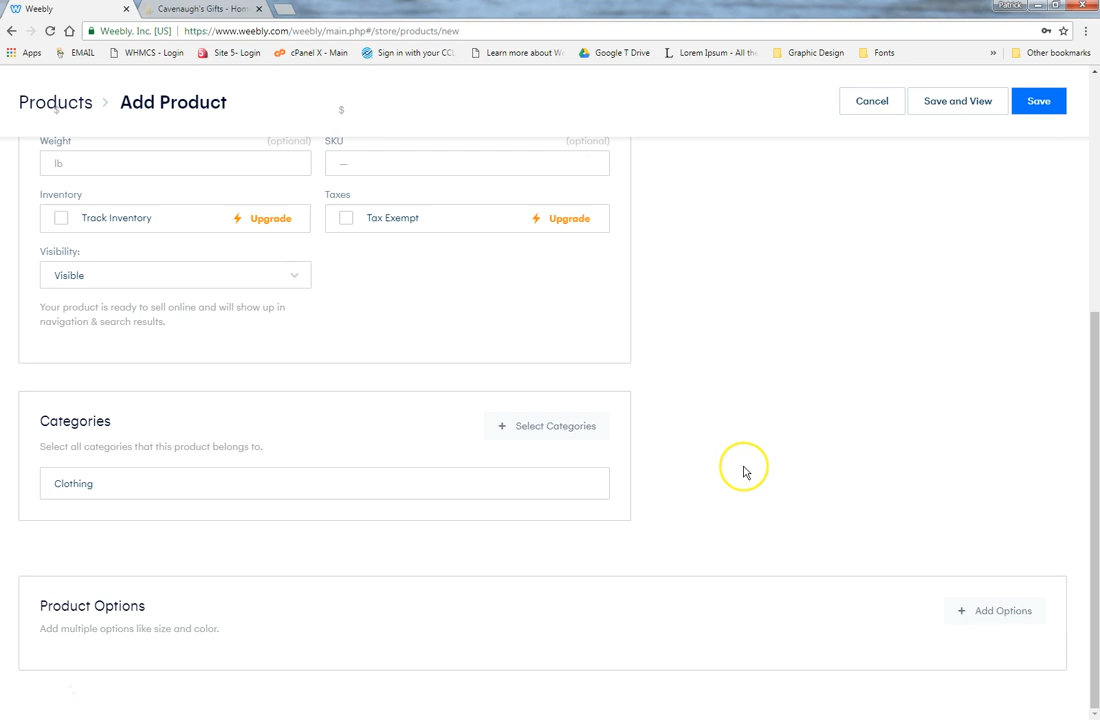 Patrick
Weebly
Cavenaugh's Gifts - Hom
Weebly, Inc. [US]
https://www.weebly.com/weebly/main.php#/store/products/new
Apps
EMAIL
WHMCS - Login
Site 5- Login
cPanel X - Main
Sign in with your CCL
Learn more about We
Google T Drive
Lorem Ipsum - All the
Graphic Design
Fonts
»
Other bookmarks
Products > Add Product
$
$
Cancel
Save and View
Save
Weight
(optional)
SKU
(optional)
lb
—
Inventory
Taxes
Track Inventory
Upgrade
Tax Exempt
Upgrade
Visibility:
Visible
Your product is ready to sell online and will show up in
navigation & search results.
Categories
+ Select Categories
Select all categories that this product belongs to.
Clothing
Product Options
+ Add Options
Add multiple options like size and color.